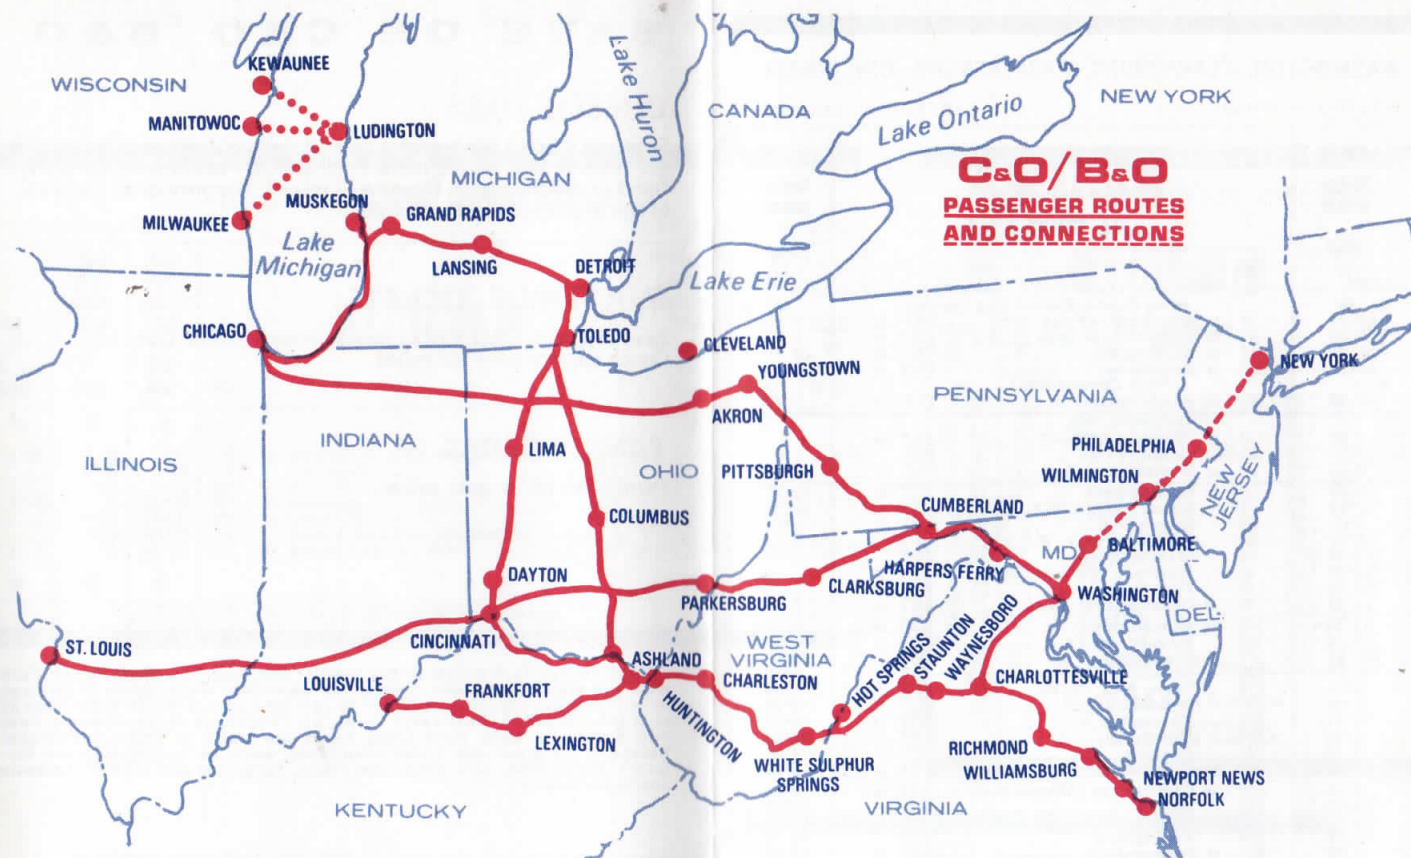 KEWAUNEE
WISCONSIN
MANITOWOC
LUDINGTON
MICHIGAN
MUSKEGON
MILWAUKEE
GRAND RAPIDS
Lake
Michigan
LANSING
DETROIT
Lake Huron
CANADA
Lake Ontario
NEW YORK
C&O/B&O
PASSENGER ROUTES
AND CONNECTIONS
Lake Erie
CHICAGO
TOLEDO
CLEVELAND
YOUNGSTOWN
AKRON
PENNSYLVANIA
NEW YORK
INDIANA
ILLINOIS
LIMA
OHIO
PITTSBURGH
PHILADELPHIA
WILMINGTON
NEW
JERSEY
COLUMBUS
CUMBERLAND
MD.
BALTIMORE
HARPERS FERRY
DAYTON
PARKERSBURG
CLARKSBURG
WASHINGTON
DEL.
CINCINNATI
ST. LOUIS
ASHLAND
WEST
VIRGINIA
CHARLESTON
HOT SPRINGS
STAUNTON
WAYNESBORO
CHARLOTTESVILLE
LOUISVILLE
FRANKFORT
LEXINGTON
HUNTINGTON
WHITE SULPHUR
SPRINGS
RICHMOND
WILLIAMSBURG
NEWPORT NEWS
NORFOLK
KENTUCKY
VIRGINIA